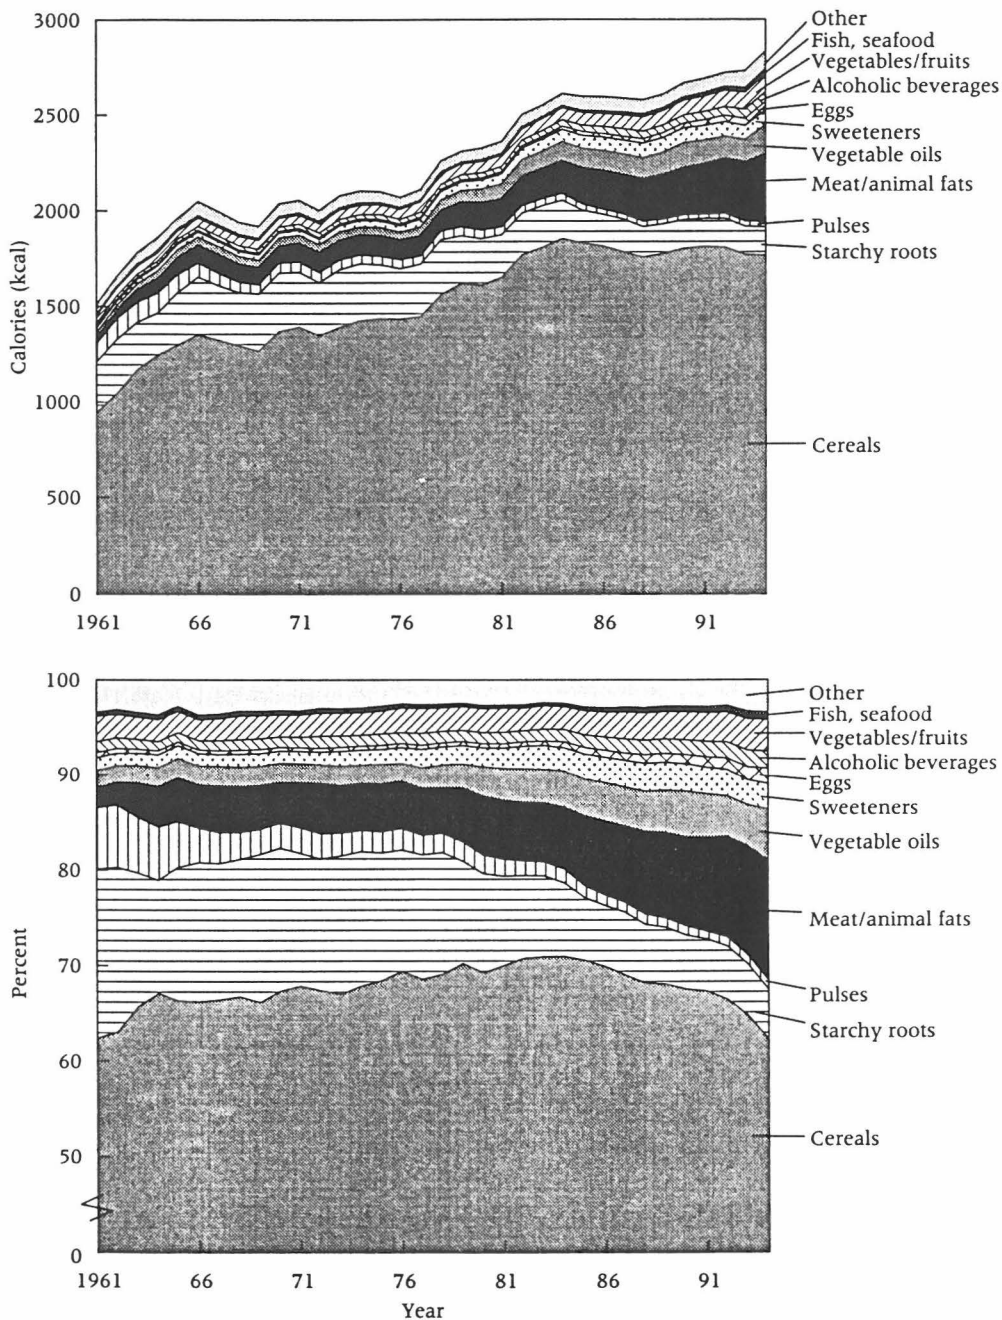 3000
2500
2000
1500
1000
500
0
Calories (kcal)
1961 66 71 76 81 86 91
Other
Fish, seafood
Vegetables/fruits
Alcoholic beverages
Eggs
Sweeteners
Vegetable oils
Meat/animal fats
Pulses
Starchy roots
Cereals
100
90
80
70
60
50
0
Percent
1961 66 71 76 81 86 91
Year
Other
Fish, seafood
Vegetables/fruits
Alcoholic beverages
Eggs
Sweeteners
Vegetable oils
Meat/animal fats
Pulses
Starchy roots
Cereals